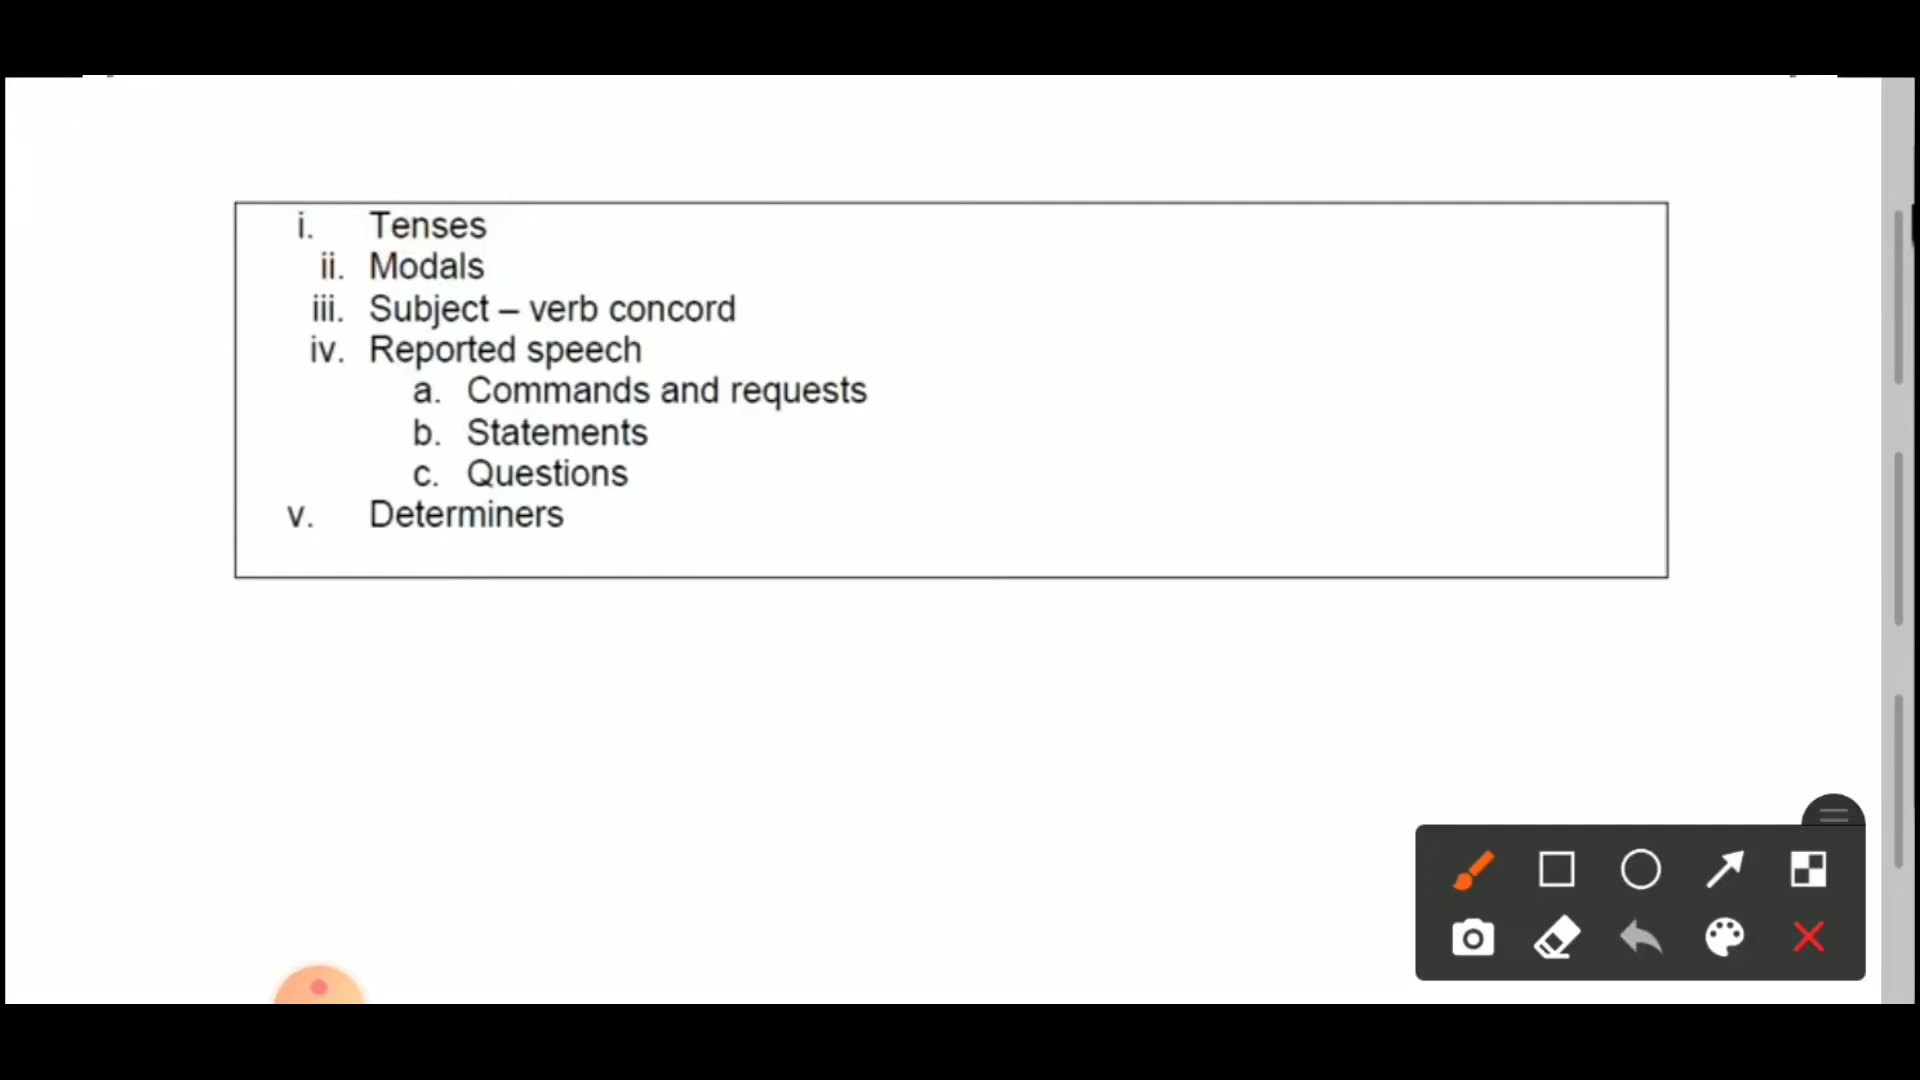 i. Tenses
ii. Modals
iii. Subject – verb concord
iv. Reported speech
a. Commands and requests
b. Statements
c. Questions
v. Determiners